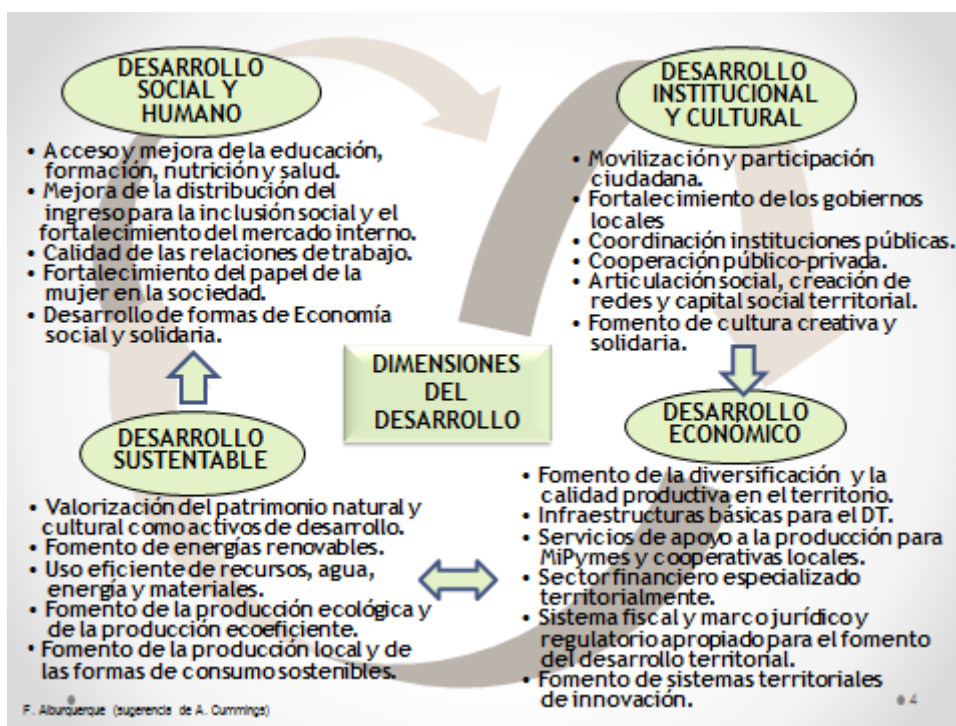 DESARROLLO
SOCIAL Y
HUMANO
• Acceso y mejora de la educación,
formación, nutrición y salud.
• Mejora de la distribución del
ingreso para la inclusión social y el
fortalecimiento del mercado interno.
• Calidad de las relaciones de trabajo.
• Fortalecimiento del papel de la
mujer en la sociedad.
• Desarrollo de formas de Economía
social y solidaria.
DESARROLLO
INSTITUCIONAL
Y CULTURAL
• Movilización y participación
ciudadana.
• Fortalecimiento de los gobiernos
locales
• Coordinación instituciones públicas.
• Cooperación público-privada.
• Articulación social, creación de
redes y capital social territorial.
• Fomento de cultura creativa y
solidaria.
DIMENSIONES
DEL
DESARROLLO
DESARROLLO
SUSTENTABLE
• Valorización del patrimonio natural y
cultural como activos de desarrollo.
• Fomento de energías renovables.
• Uso eficiente de recursos, agua,
energía y materiales.
• Fomento de la producción ecológica y
de la producción ecoeficiente.
• Fomento de la producción local y de
las formas de consumo sostenibles.
DESARROLLO
ECONÓMICO
• Fomento de la diversificación y la
calidad productiva en el territorio.
• Infraestructuras básicas para el DT.
• Servicios de apoyo a la producción para
MiPymes y cooperativas locales.
• Sector financiero especializado
territorialmente.
• Sistema fiscal y marco jurídico y
regulatorio apropiado para el fomento
del desarrollo territorial.
• Fomento de sistemas territoriales
de innovación.
F. Alburquerque (sugerencia de A. Cummings)
4